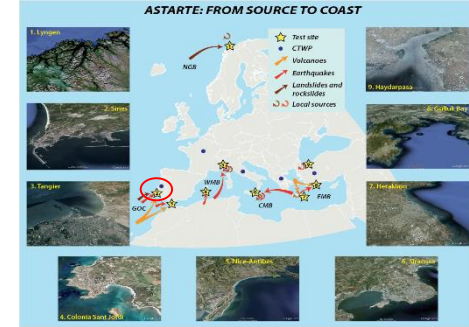 ASTARTE: FROM SOURCE TO COAST
1. Lyngen
2. Sines
3. Tangier
4. Colonia Sant Jordi
5. Nice-Antibes
6. Siracusa
7. Heraklion
8. Gulluk Bay
9. Haydarpasa
Test site
CTWP
Volcanoes
Earthquakes
Landslides and
rockslides
Local sources
NGB
GOC
WMB
CMB
EMR